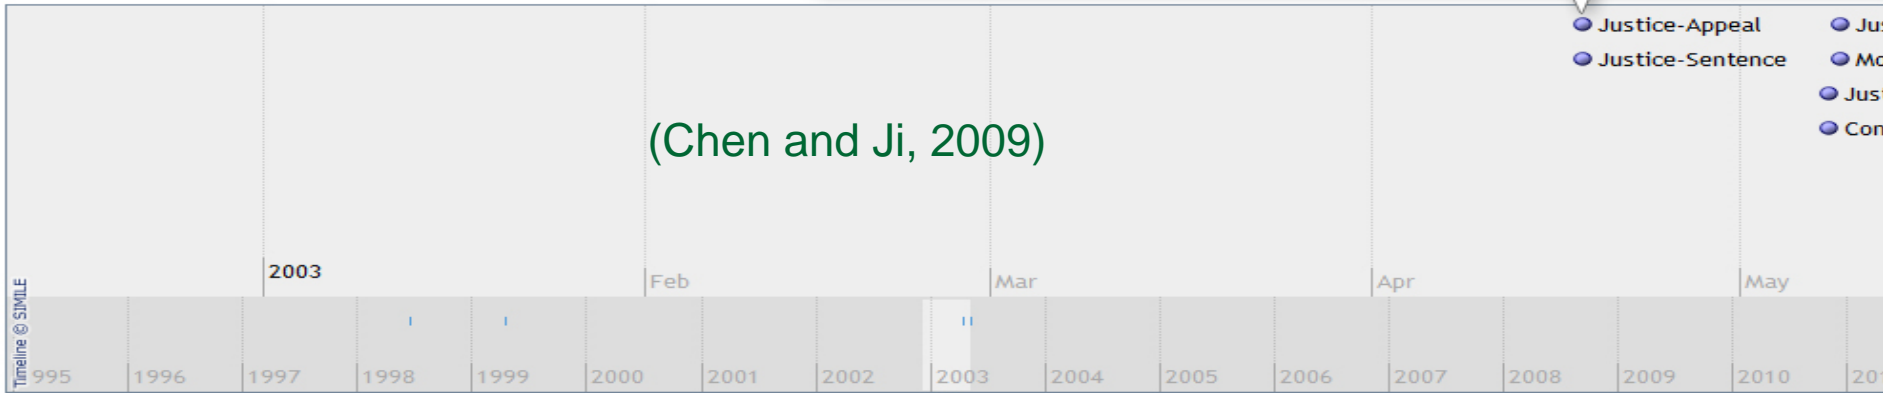 Justice-Appeal
Justice-Sentence
(Chen and Ji, 2009)
2003
Feb
Mar
Apr
May
Timeline © SIMILE
1996
1997
1998
1999
2000
2001
2002
2003
2004
2005
2006
2007
2008
2009
2010